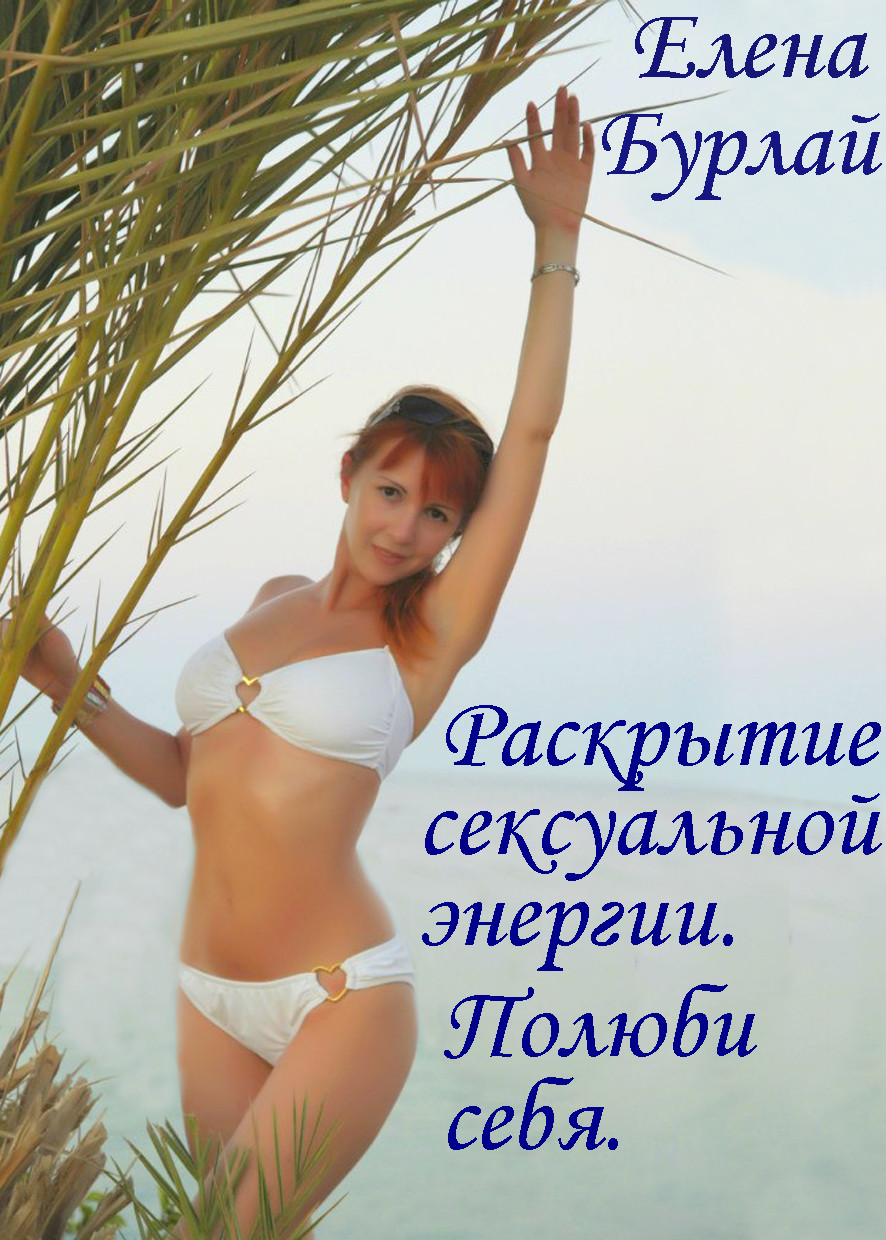 Елена
Бурлай
Раскрытие
сексуальной
энергии.
Полюби
себя.